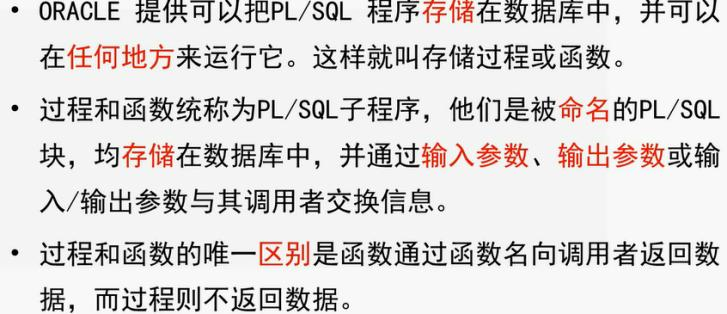 • ORACLE 提供可以把PL/SQL 程序存储在数据库中，并可以
在任何地方来运行它。这样就叫存储过程或函数。
• 过程和函数统称为PL/SQL子程序，他们是被命名的PL/SQL
块，均存储在数据库中，并通过输入参数、输出参数或输
入/输出参数与其调用者交换信息。
• 过程和函数的唯一区别是函数通过函数名向调用者返回数
据，而过程则不返回数据。